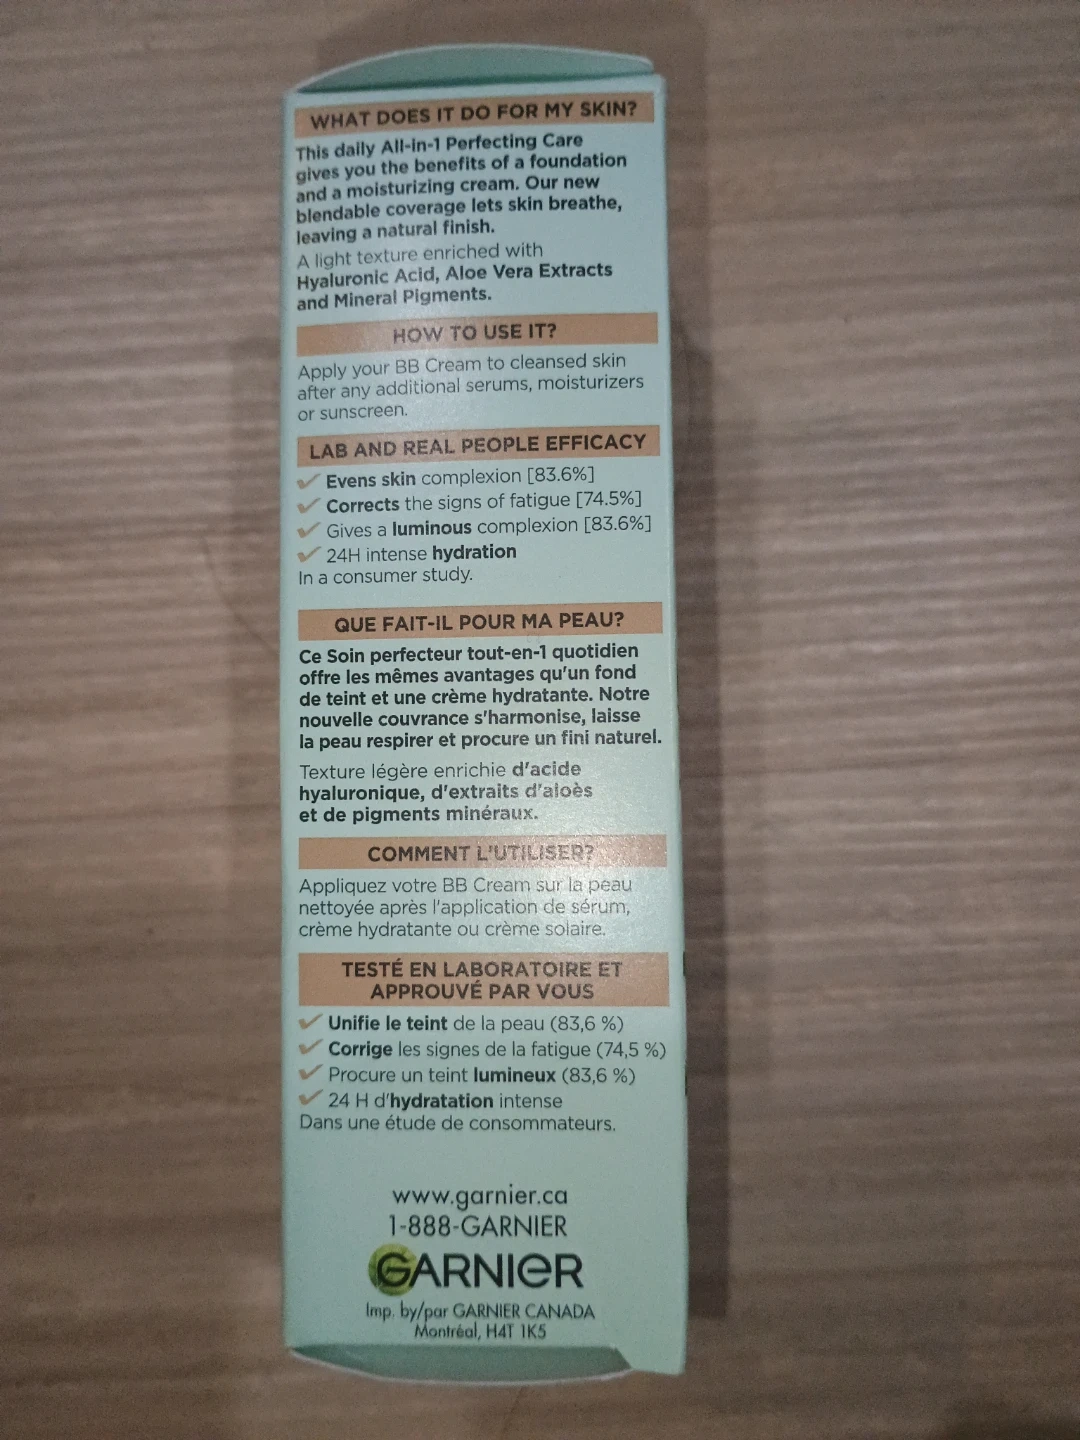 WHAT DOES IT DO FOR MY SKIN?
This daily All-in-1 Perfecting Care
gives you the benefits of a foundation
and a moisturizing cream. Our new
blendable coverage lets skin breathe,
leaving a natural finish.
A light texture enriched with
Hyaluronic Acid, Aloe Vera Extracts
and Mineral Pigments.
HOW TO USE IT?
Apply your BB Cream to cleansed skin
after any additional serums, moisturizers
or sunscreen.
LAB AND REAL PEOPLE EFFICACY
✓ Evens skin complexion [83.6%]
✓ Corrects the signs of fatigue [74.5%]
✓ Gives a luminous complexion [83.6%]
✓ 24H intense hydration
In a consumer study.
QUE FAIT-IL POUR MA PEAU?
Ce Soin perfecteur tout-en-1 quotidien
offre les mêmes avantages qu'un fond
de teint et une crème hydratante. Notre
nouvelle couvrance s'harmonise, laisse
la peau respirer et procure un fini naturel.
Texture légère enrichie d'acide
hyaluronique, d'extraits d'aloès
et de pigments minéraux.
COMMENT L'UTILISER?
Appliquez votre BB Cream sur la peau
nettoyée après l'application de sérum,
crème hydratante ou crème solaire.
TESTÉ EN LABORATOIRE ET
APPROUVÉ PAR VOUS
✓ Unifie le teint de la peau (83,6 %)
✓ Corrige les signes de la fatigue (74,5 %)
✓ Procure un teint lumineux (83,6 %)
✓ 24 H d'hydratation intense
Dans une étude de consommateurs.
www.garnier.ca
1-888-GARNIER
GARNIER
Imp. by/par GARNIER CANADA
Montréal, H4T 1K5